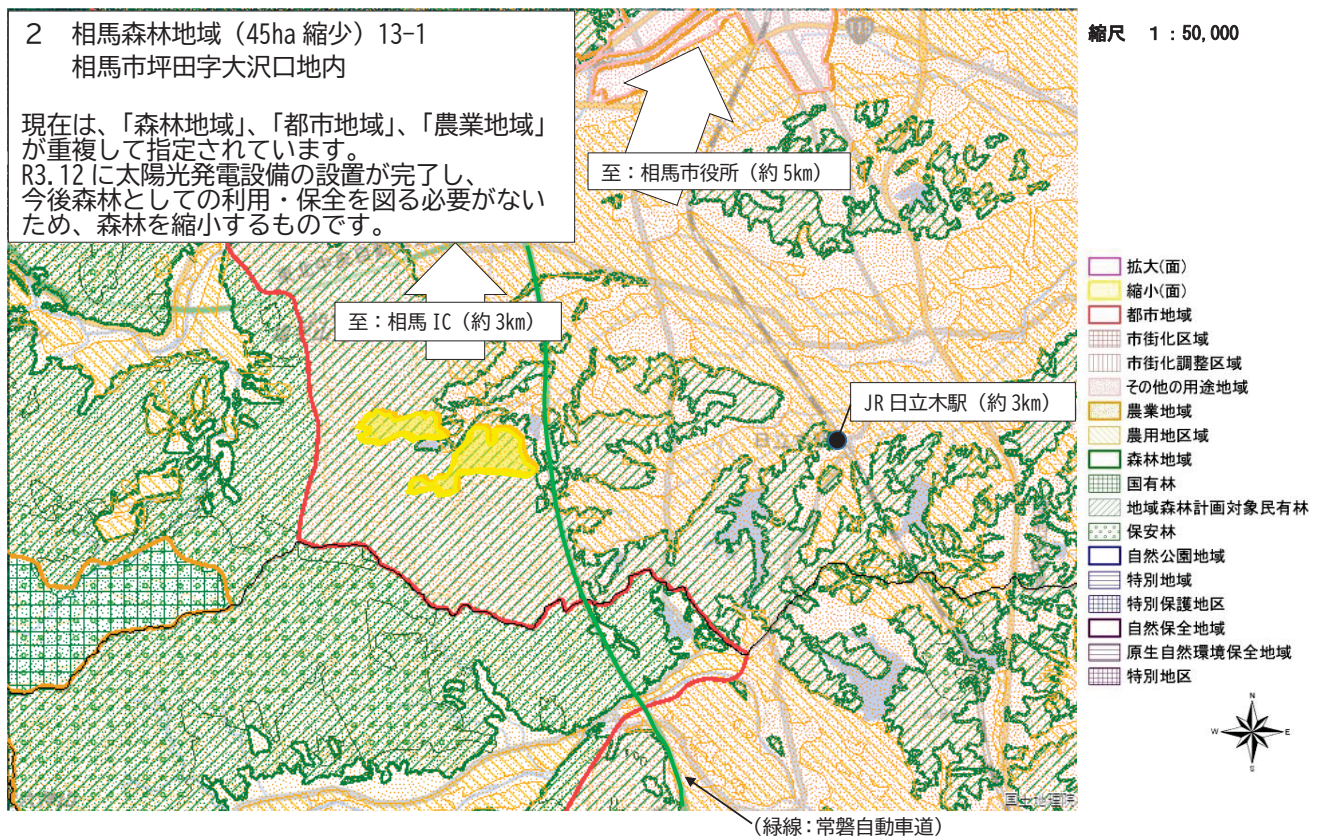 2 相馬森林地域（45ha 縮少）13-1
相馬市坪田字大沢口地内
現在は、「森林地域」、「都市地域」、「農業地域」
が重複して指定されています。
R3.12 に太陽光発電設備の設置が完了し、
今後森林としての利用・保全を図る必要がない
ため、森林を縮小するものです。
縮尺 1：50,000
至：相馬市役所（約 5km）
至：相馬 IC（約 3km）
JR 日立木駅（約 3km）
拡大(面)
縮小(面)
都市地域
市街化区域
市街化調整区域
その他の用途地域
農業地域
農用地区域
森林地域
国有林
地域森林計画対象民有林
保安林
自然公園地域
特別地域
特別保護地区
自然保全地域
原生自然環境保全地域
特別地区
N
W E
S
国土地理院
（緑線：常磐自動車道）